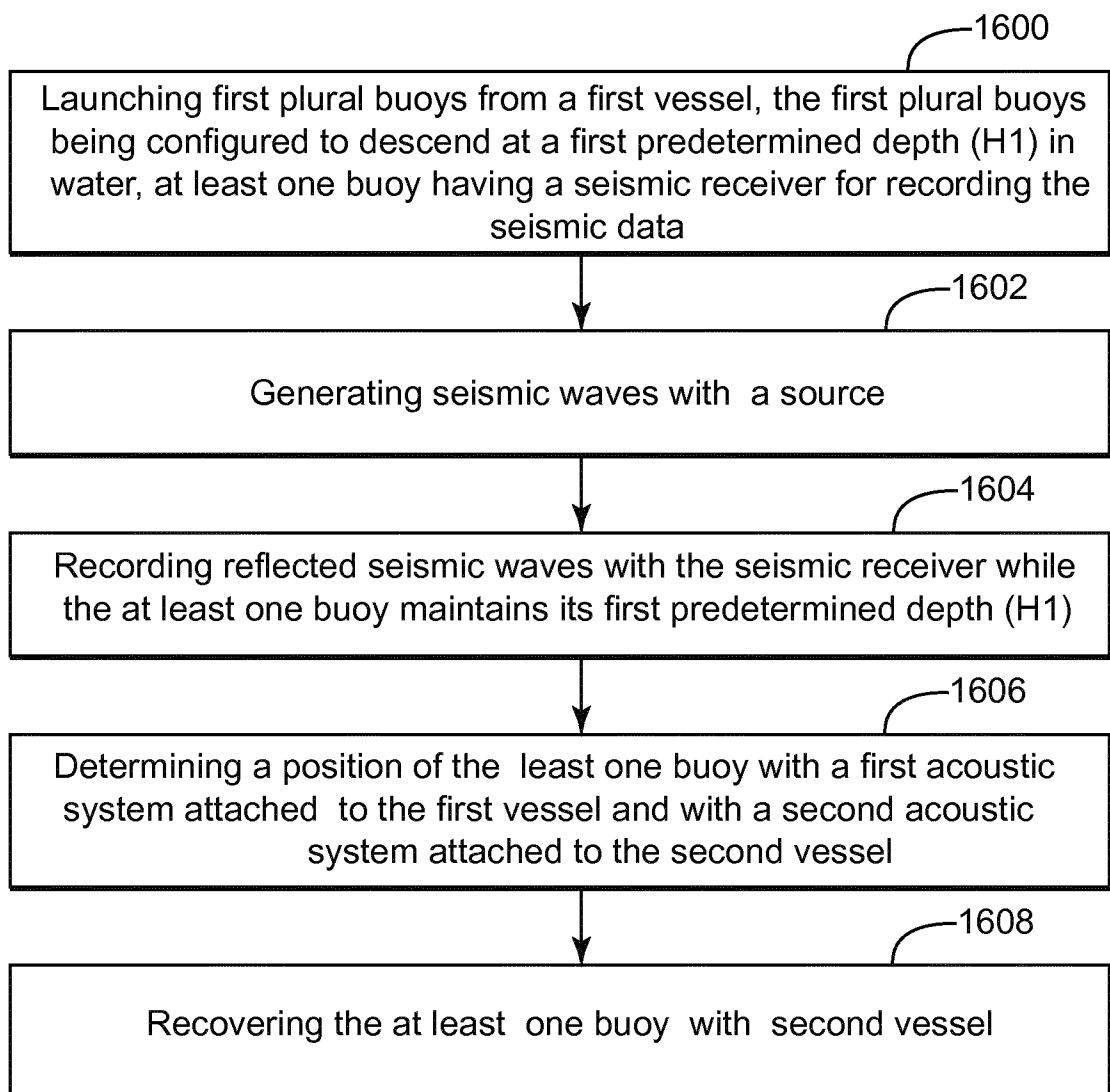 1600
Launching first plural buoys from a first vessel, the first plural buoys
being configured to descend at a first predetermined depth (H1) in
water, at least one buoy having a seismic receiver for recording the
seismic data
1602
Generating seismic waves with a source
1604
Recording reflected seismic waves with the seismic receiver while
the at least one buoy maintains its first predetermined depth (H1)
1606
Determining a position of the least one buoy with a first acoustic
system attached to the first vessel and with a second acoustic
system attached to the second vessel
1608
Recovering the at least one buoy with second vessel